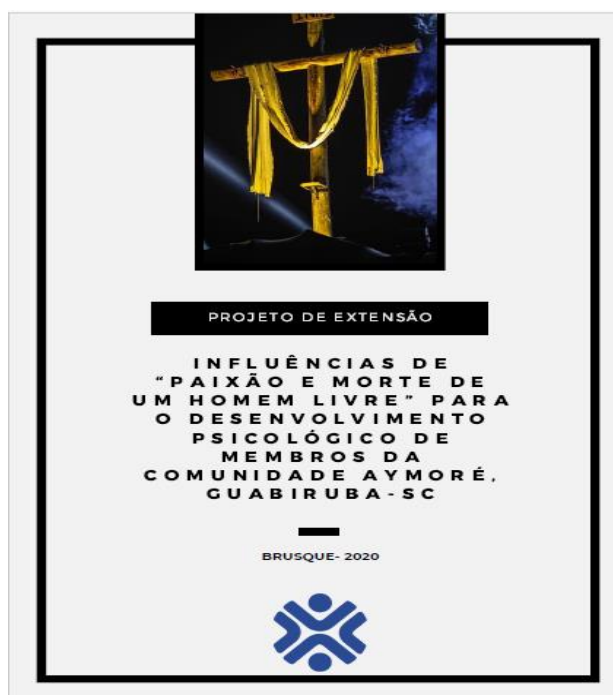 PROJETO DE EXTENSÃO
INFLUÊNCIAS DE
“PAIXÃO E MORTE DE
UM HOMEM LIVRE” PARA
O DESENVOLVIMENTO
PSICOLÓGICO DE
MEMBROS DA
COMUNIDADE AYMORÉ,
GUABIRUBA-SC
BRUSQUE- 2020